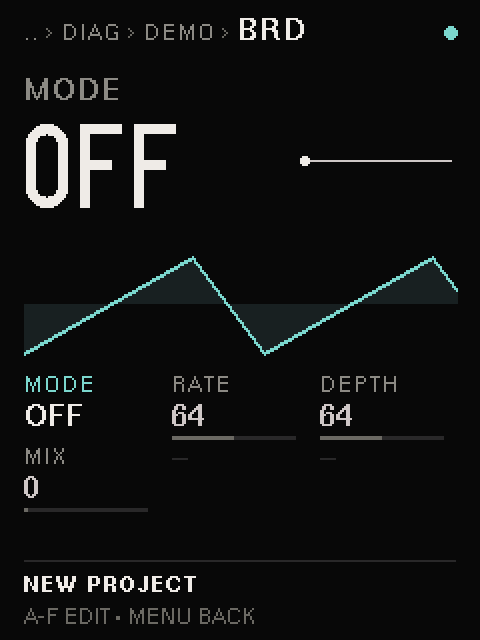 .. > DIAG > DEMO > BRD
MODE
OFF
MODE RATE DEPTH
OFF 64 64
MIX — —
0
NEW PROJECT
A-F EDIT • MENU BACK